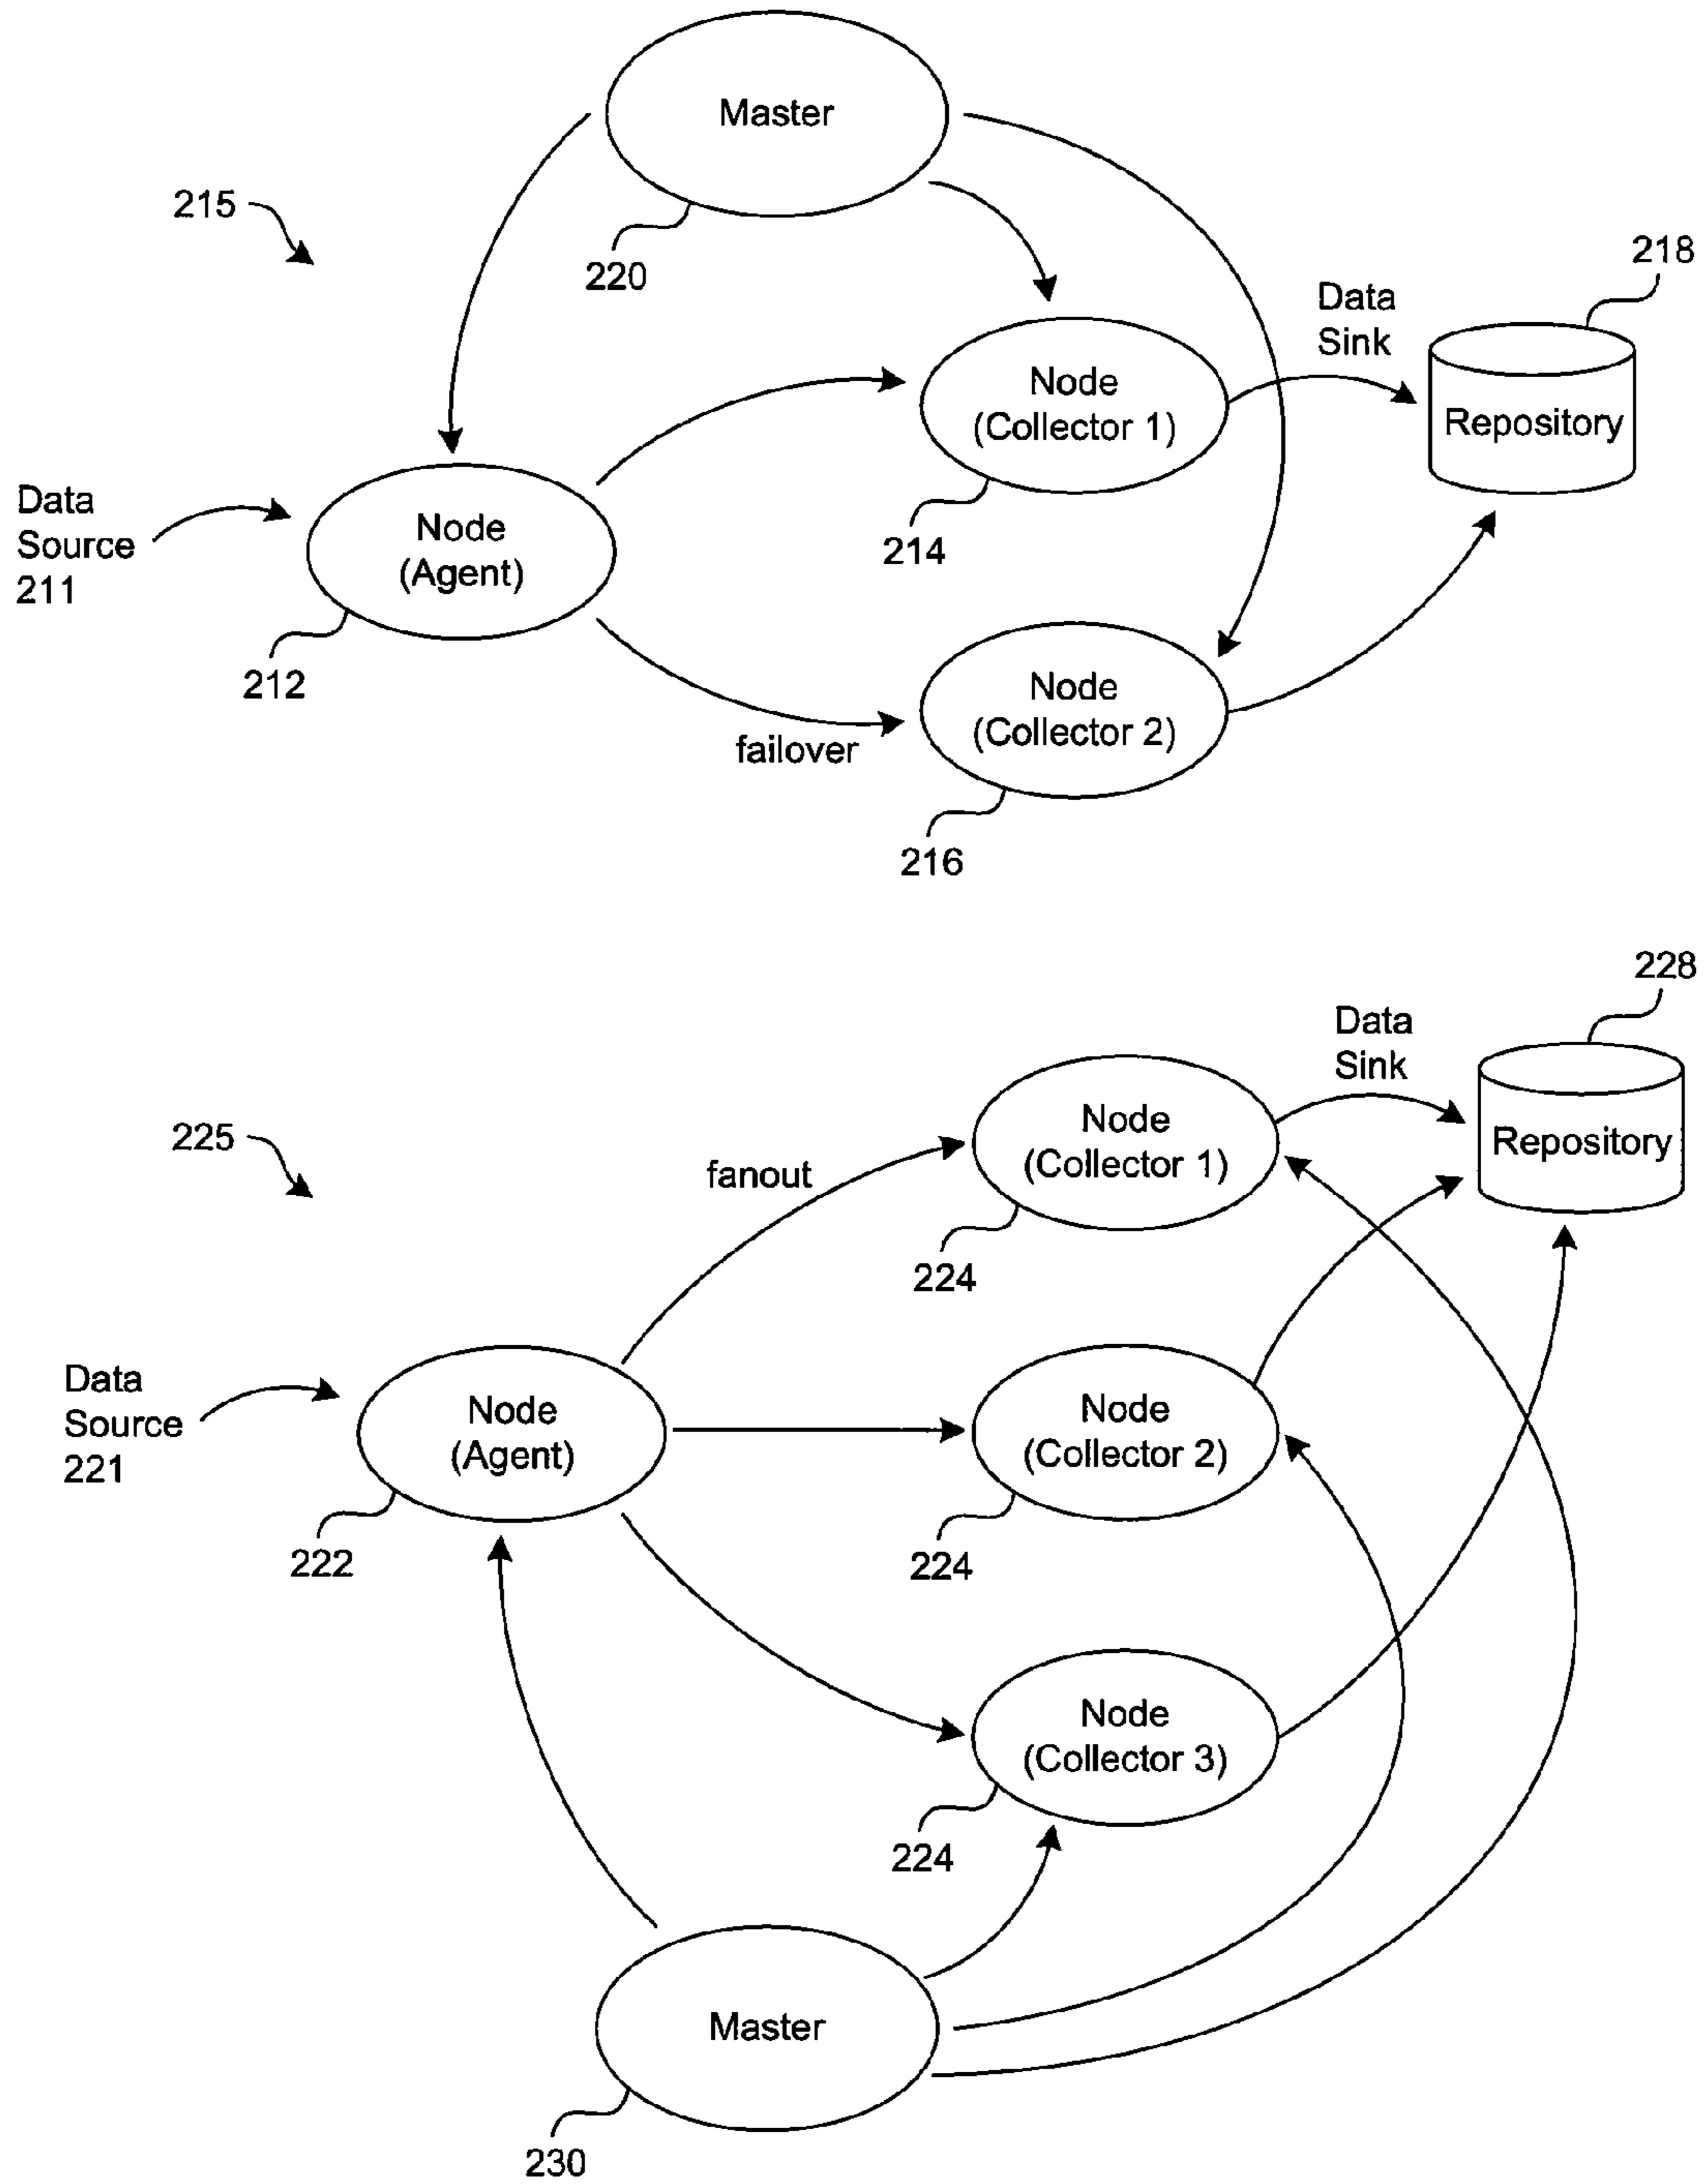 Master
215
220
218
Data
Sink
Repository
Node
(Collector 1)
214
Data
Source
211
Node
(Agent)
212
failover
Node
(Collector 2)
216
228
Data
Sink
Repository
225
fanout
Node
(Collector 1)
224
Data
Source
221
Node
(Agent)
222
Node
(Collector 2)
224
Node
(Collector 3)
224
Master
230